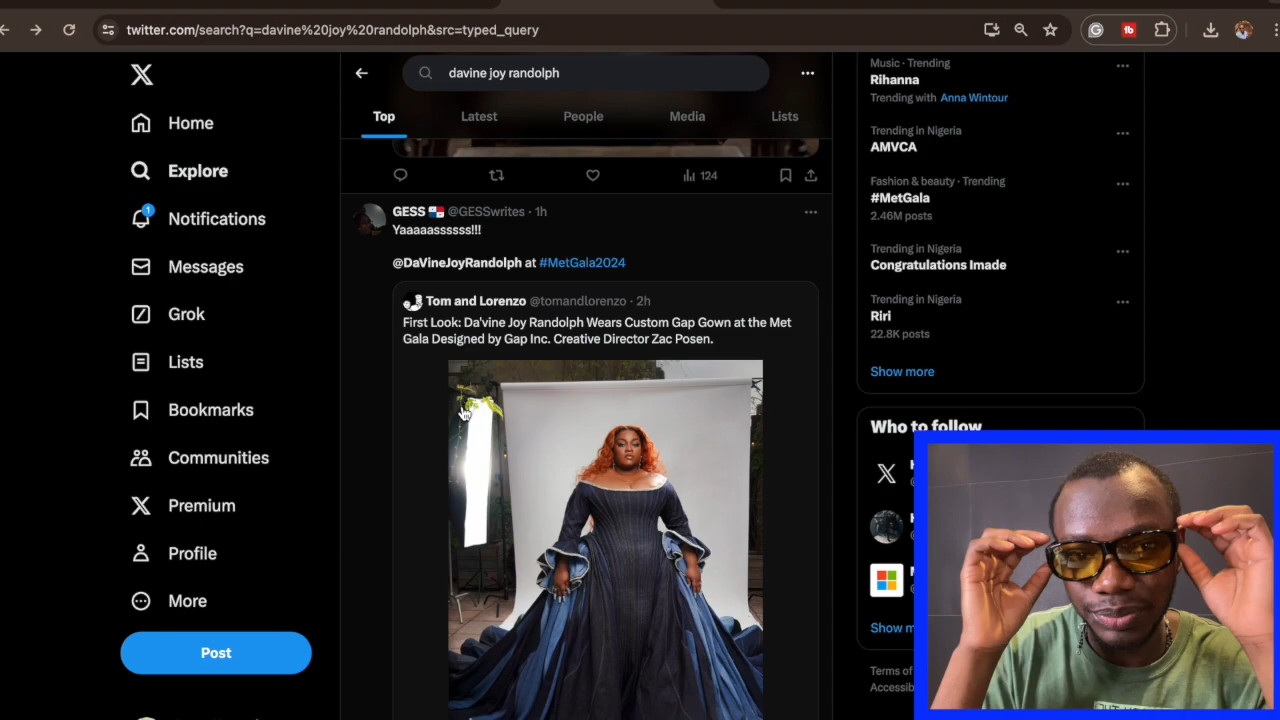 twitter.com/search?q=davine%20joy%20randolph&src=typed_query
Home
Explore
1
Notifications
Messages
Grok
Lists
Bookmarks
Communities
Premium
Profile
More
Post
davine joy randolph
Top
Latest
People
Media
Lists
124
GESS @GESSwrites · 1h
Yaaaaassssss!!!
@DaVineJoyRandolph at #MetGala2024
Tom and Lorenzo @tomandlorenzo · 2h
First Look: Da'vine Joy Randolph Wears Custom Gap Gown at the Met
Gala Designed by Gap Inc. Creative Director Zac Posen.
Music · Trending
Rihanna
Trending with Anna Wintour
Trending in Nigeria
AMVCA
Fashion & beauty · Trending
#MetGala
2.46M posts
Trending in Nigeria
Congratulations Imade
Trending in Nigeria
Riri
22.8K posts
Show more
Who to follow
Show
Terms of